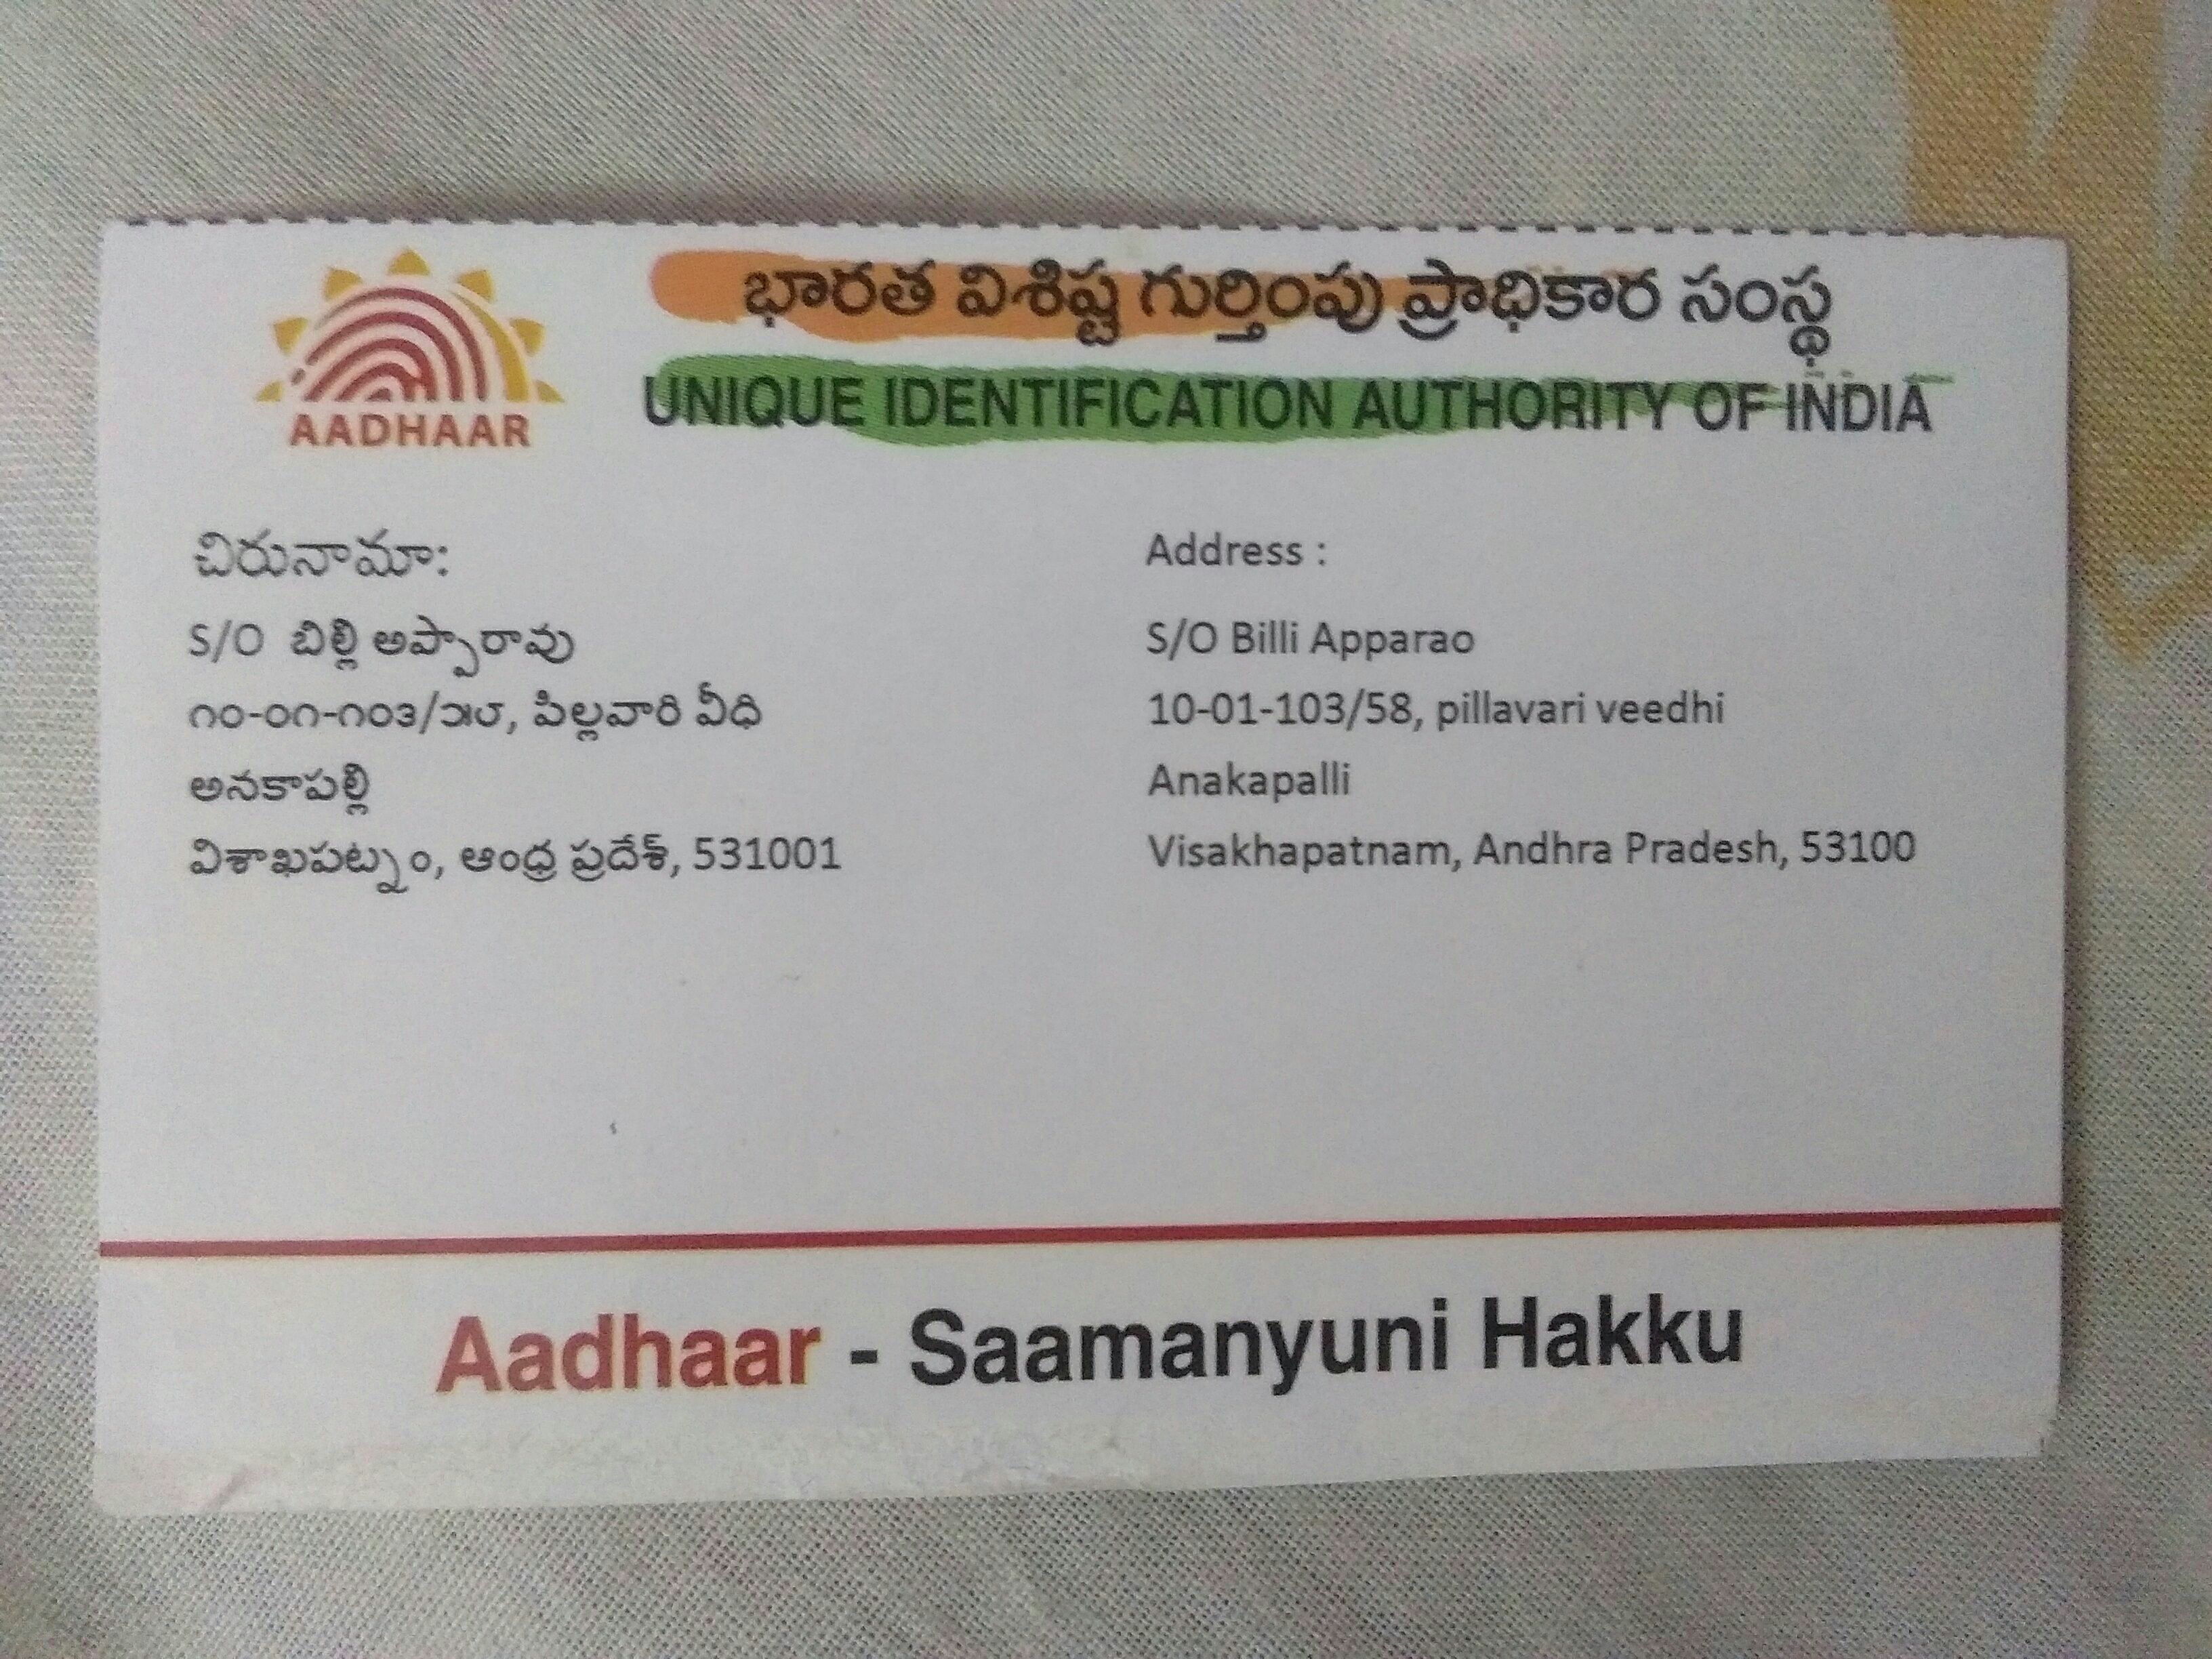 భారత విశిష్ట గుర్తింపు ప్రాధికార సంస్థ
AADHAAR
UNIQUE IDENTIFICATION AUTHORITY OF INDIA
చిరునామా:
S/O బిల్లి అప్పారావు
౧౦-౦౧-౧౦౩/౫౮, పిల్లవారి వీధి
అనకాపల్లి
విశాఖపట్నం, ఆంధ్ర ప్రదేశ్, 531001
Address :
S/O Billi Apparao
10-01-103/58, pillavari veedhi
Anakapalli
Visakhapatnam, Andhra Pradesh, 53100
Aadhaar - Saamanyuni Hakku